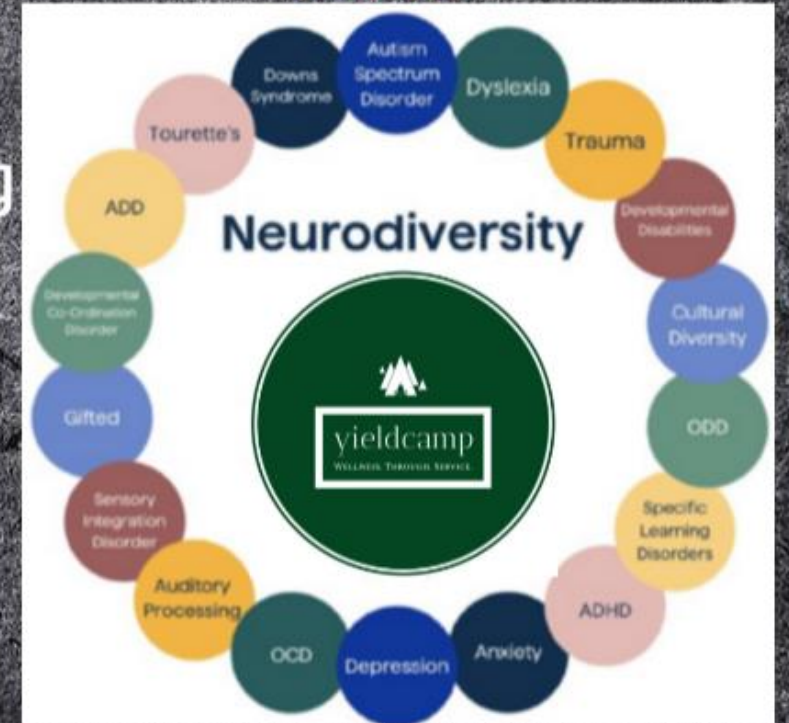 g
Neurodiversity
Autism
Spectrum
Disorder
Dyslexia
Trauma
Developmental
Disabilities
Cultural
Diversity
ODD
Specific
Learning
Disorders
ADHD
Anxiety
Depression
OCD
Auditory
Processing
Sensory
Integration
Disorder
Gifted
Developmental
Co-Ordination
Disorder
ADD
Tourette's
Downs
Syndrome
yieldcamp
WELLNESS THROUGH SERVICE